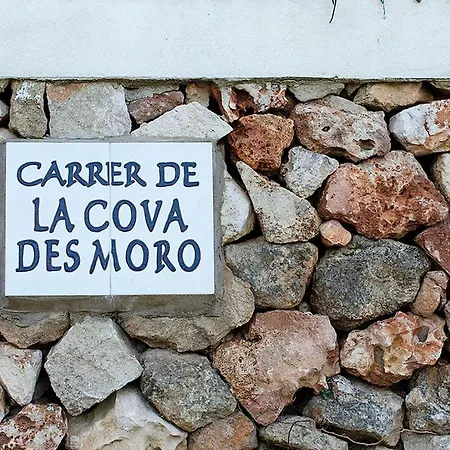 CARRER DE
LA COVA
DES MORO